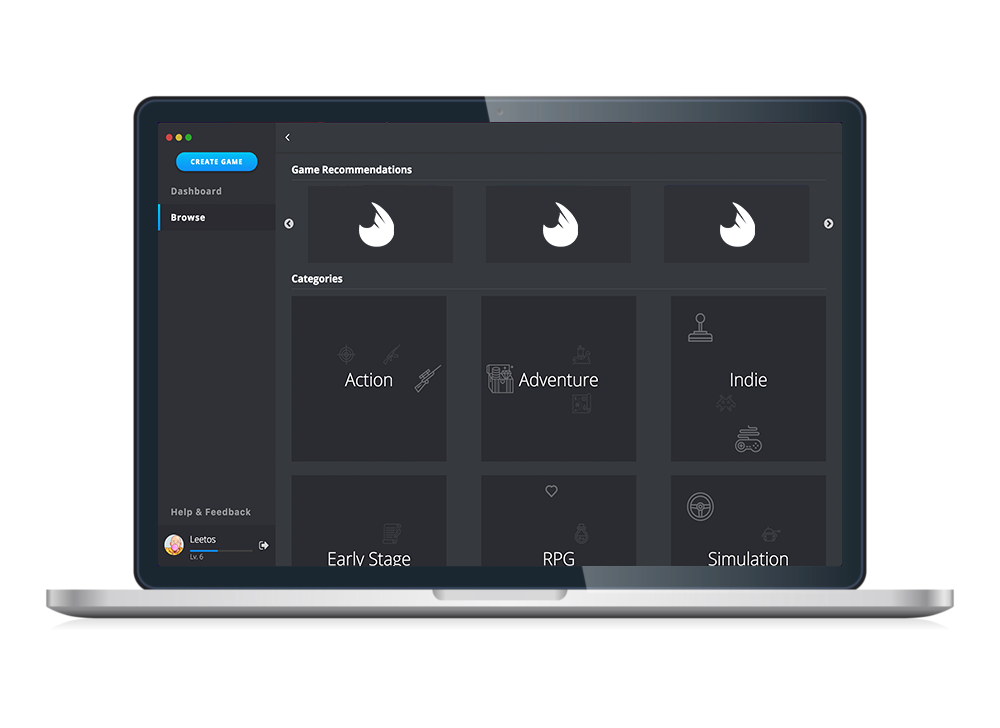 CREATE GAME
Dashboard
Browse
Help & Feedback
Leetos
Lv. 6
Game Recommendations
Categories
Action
Adventure
Indie
Early Stage
RPG
Simulation